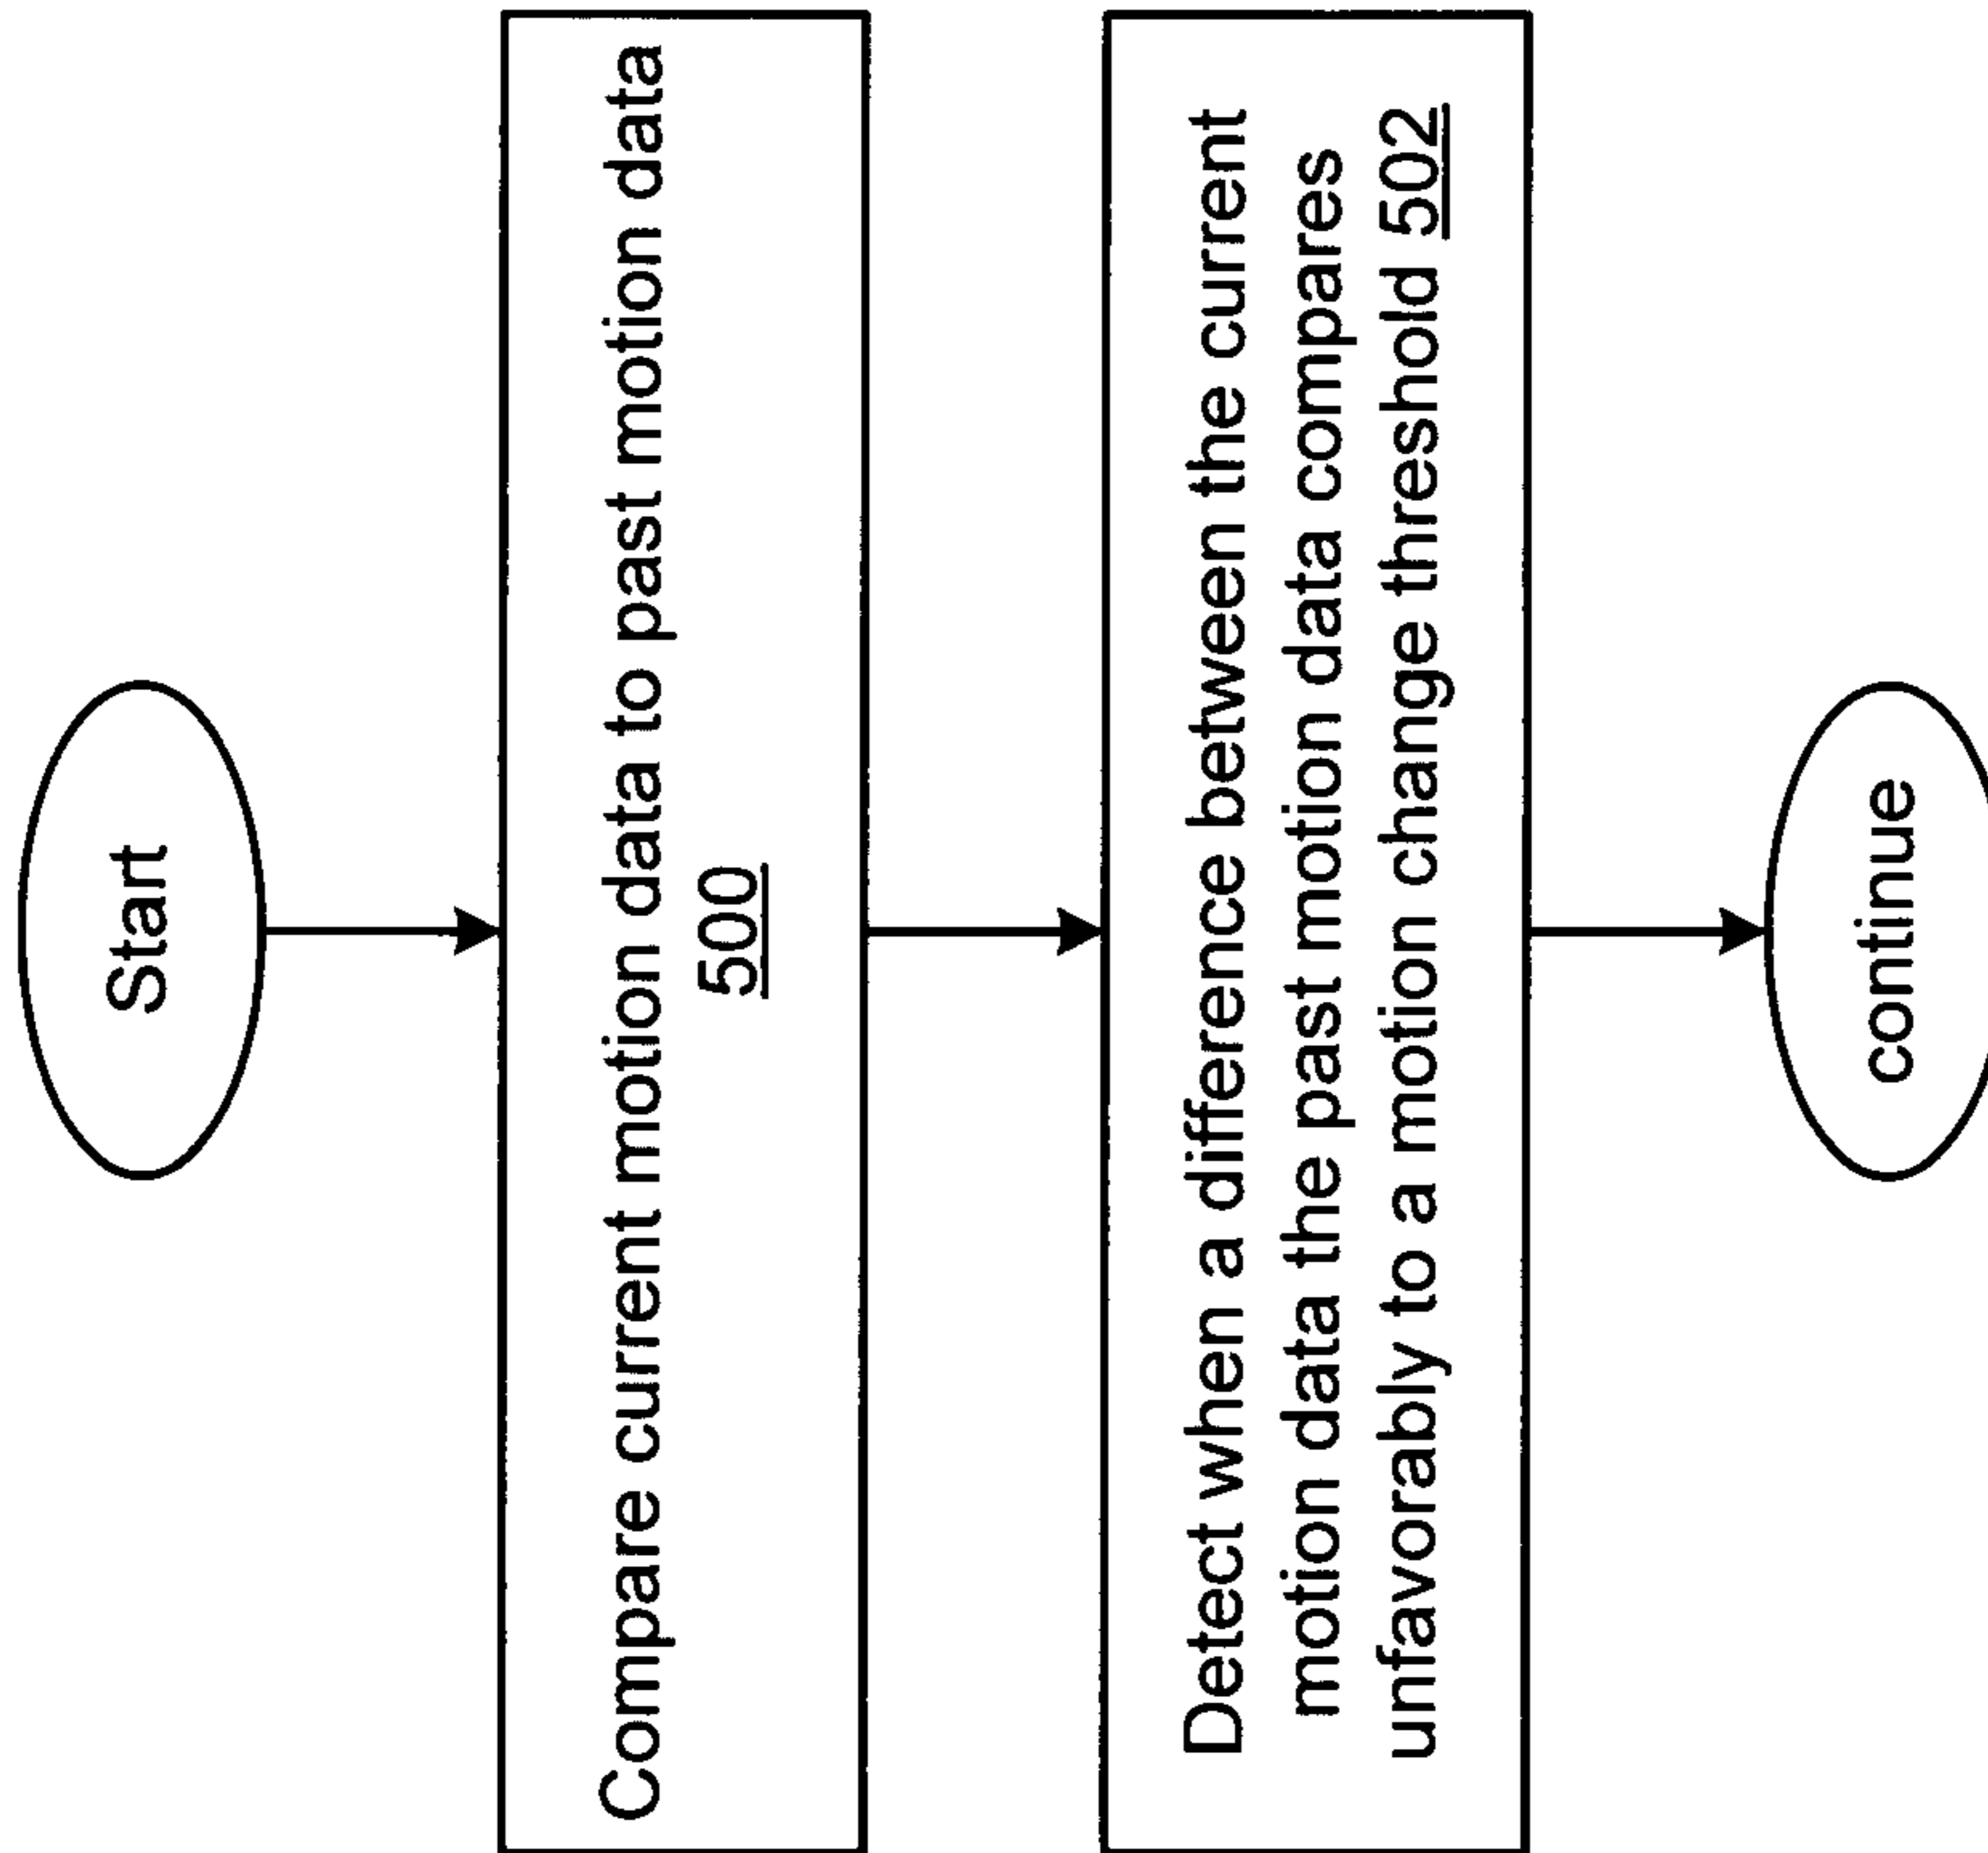 Start
Compare current motion data to past motion data
500
Detect when a difference between the current
motion data the past motion data compares
unfavorably to a motion change threshold 502
continue